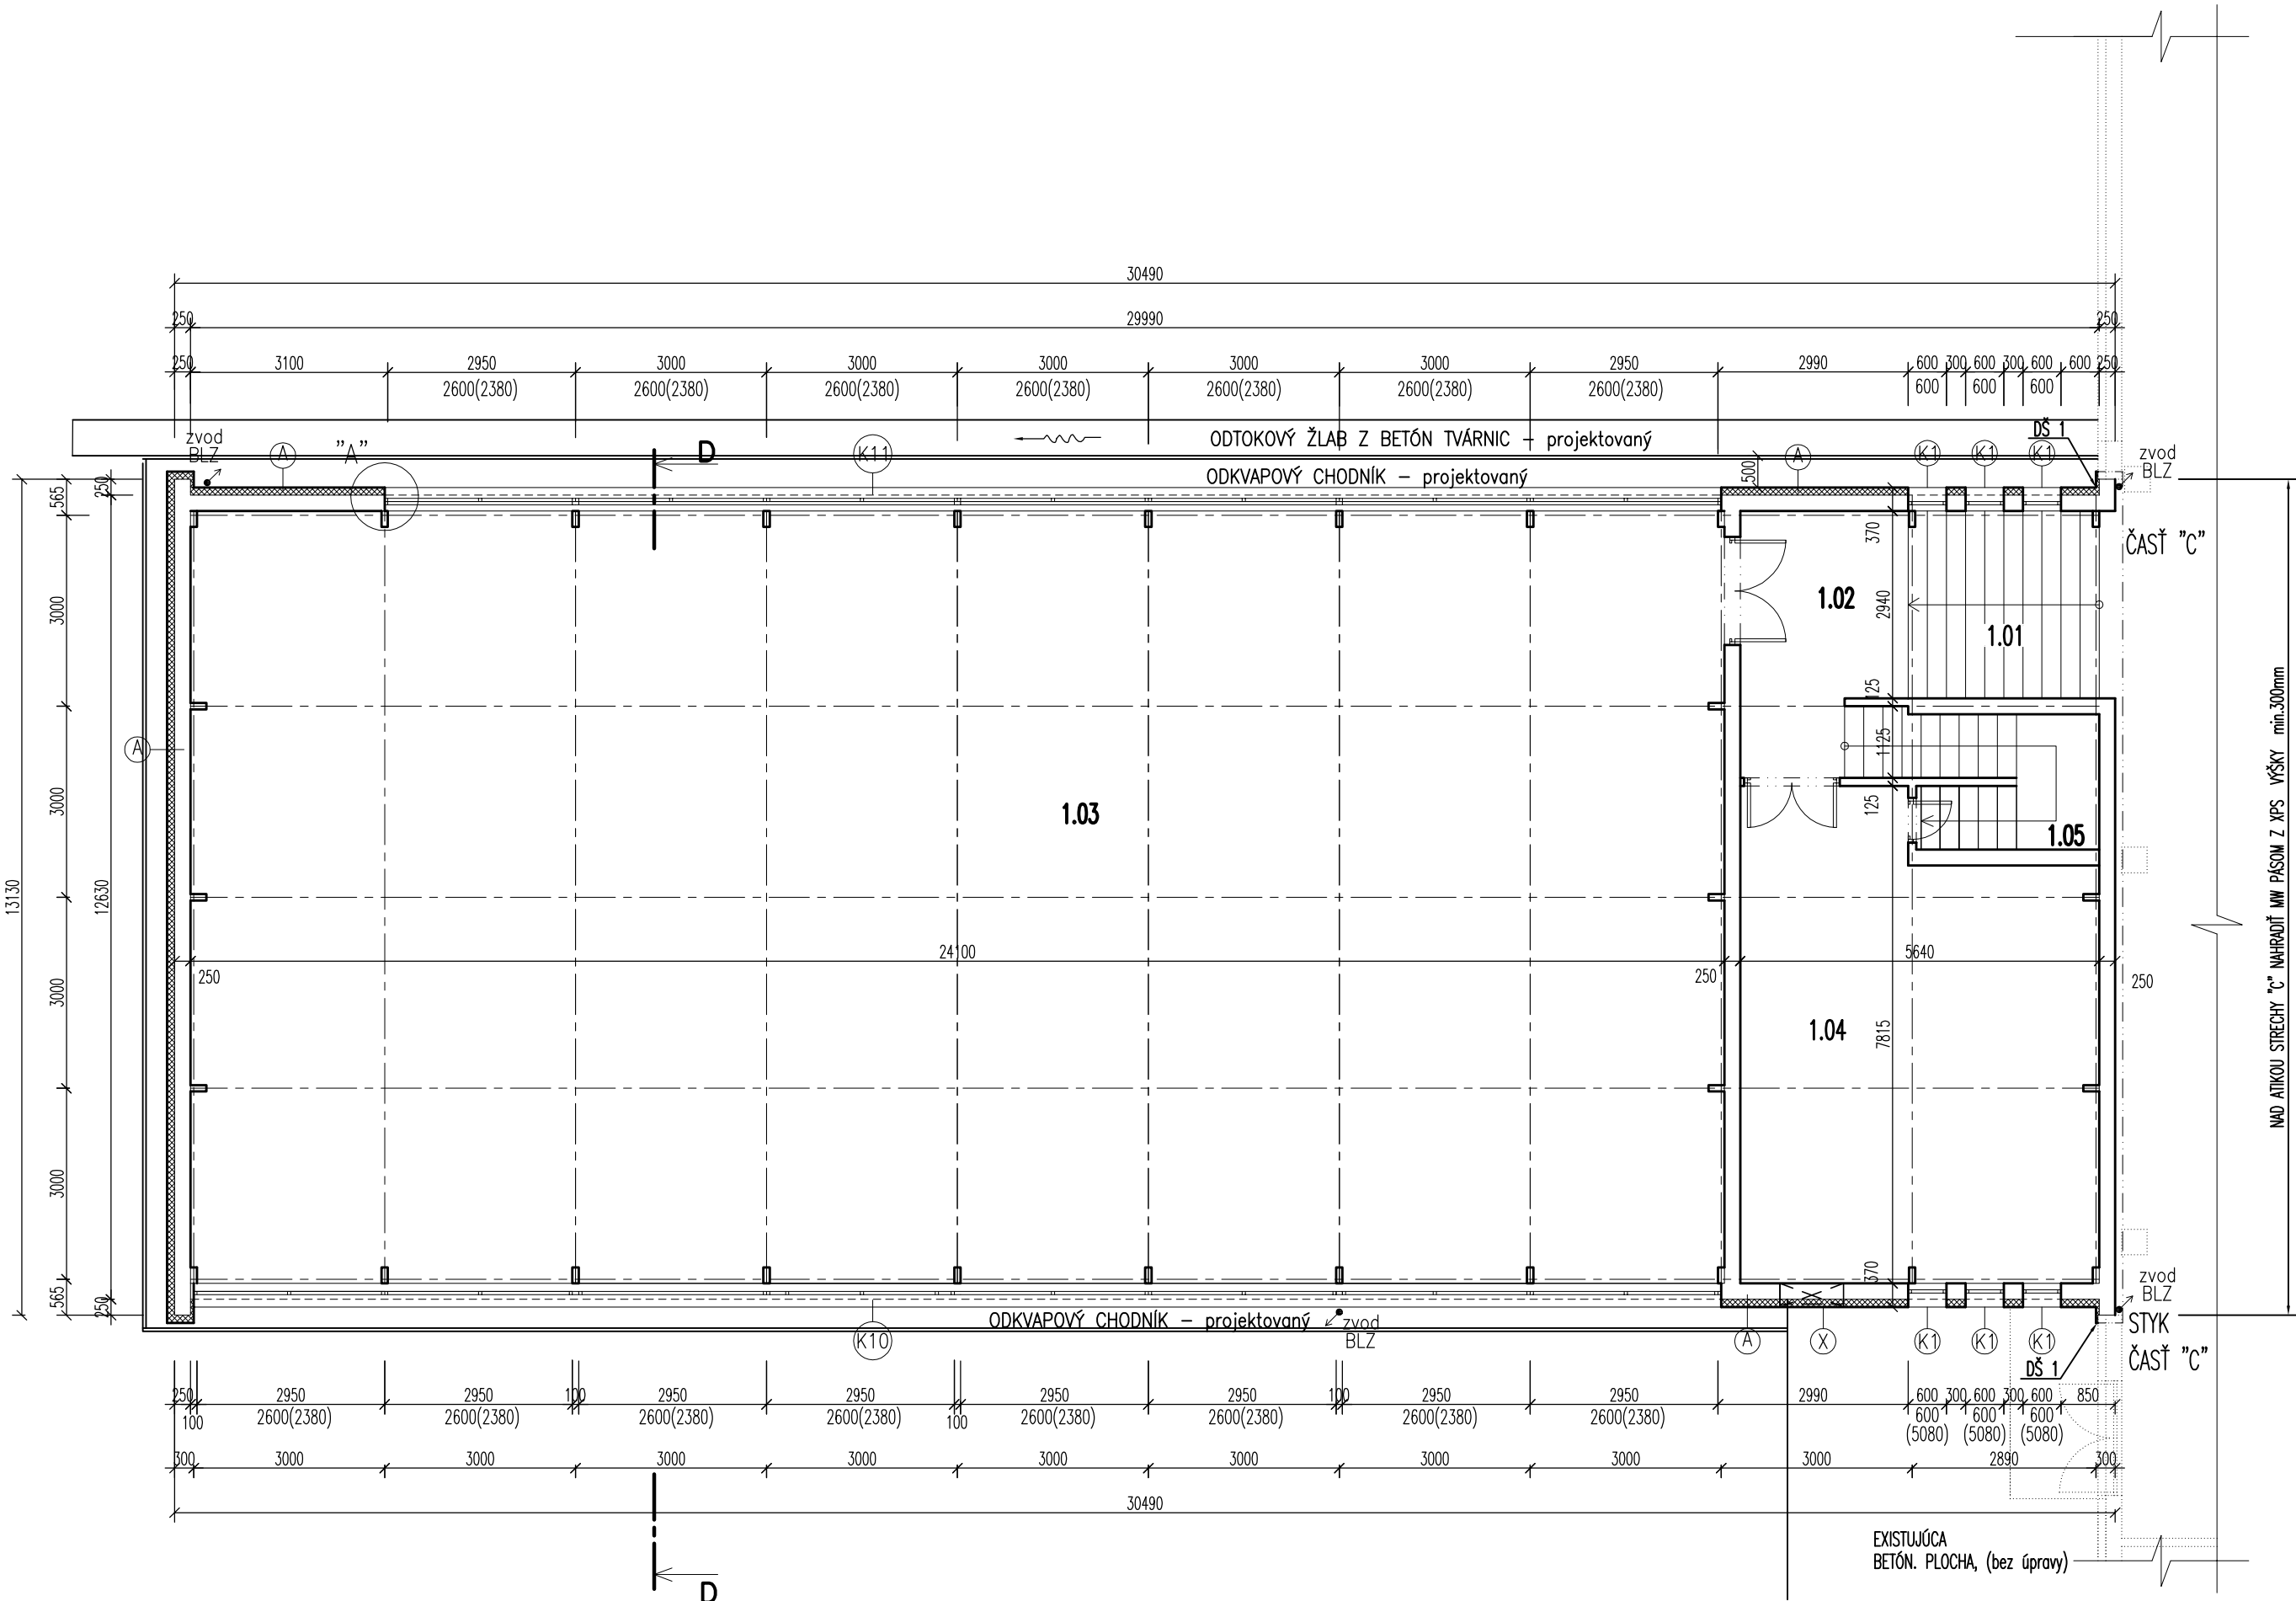 30490
250 29990 250
250 3100 2950 3000 3000 3000 3000 3000 2950 2990 600 300 600 300 600 600 250
2600(2380) 2600(2380) 2600(2380) 2600(2380) 2600(2380) 2600(2380) 2600(2380) 600 600 600
zvod
BLZ
A
"A"
D
K11
ODTOKOVÝ ŽLAB Z BETÓN TVÁRNIC – projektovaný
ODKVAPOVÝ CHODNÍK – projektovaný
500
A
K1 K1 K1
DŠ 1
zvod
BLZ
ČASŤ "C"
565
250
3000
3000
3000
3000
565
250
13130
12630
A
370
2940
125
1125
125
7815
370
1.02
1.01
1.03
1.05
1.04
24100
5640
250
250
250
NAD ATIKOU STRECHY "C" NAHRADIŤ MW PÁSOM Z XPS VÝŠKY min.300mm
ODKVAPOVÝ CHODNÍK – projektovaný
zvod
BLZ
K10
A
X
K1 K1 K1
DŠ 1
zvod
BLZ
STYK
ČASŤ "C"
250 2950 2950 100 2950 2950 2950 2950 100 2950 2950 2990 600 300 600 300 600 850
100 2600(2380) 2600(2380) 2600(2380) 2600(2380) 100 2600(2380) 2600(2380) 2600(2380) 2600(2380) 600 600 600
(5080) (5080) (5080)
300 3000 3000 3000 3000 3000 3000 3000 3000 3000 2890 300
30490
D
EXISTUJÚCA
BETÓN. PLOCHA, (bez úpravy)